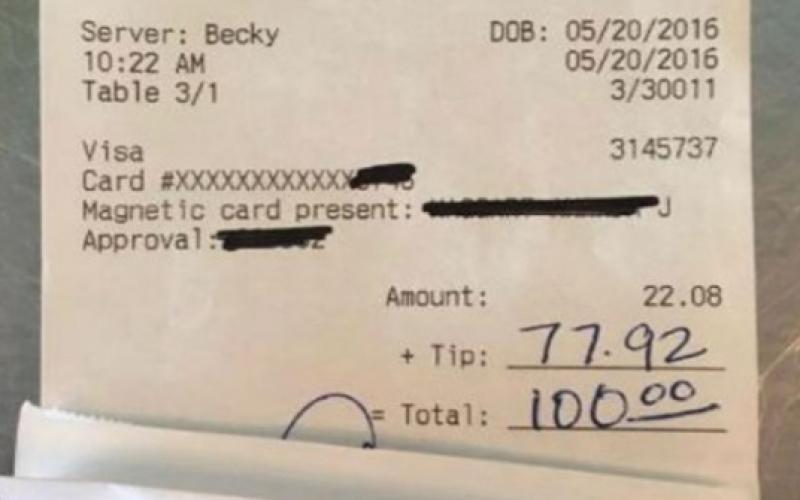 Server: Becky DOB: 05/20/2016
10:22 AM 05/20/2016
Table 3/1 3/30011
Visa 3145737
Card #XXXXXXXXXXXX
Magnetic card present: J
Approval:
Amount: 22.08
+ Tip: 77.92
= Total: 100.00